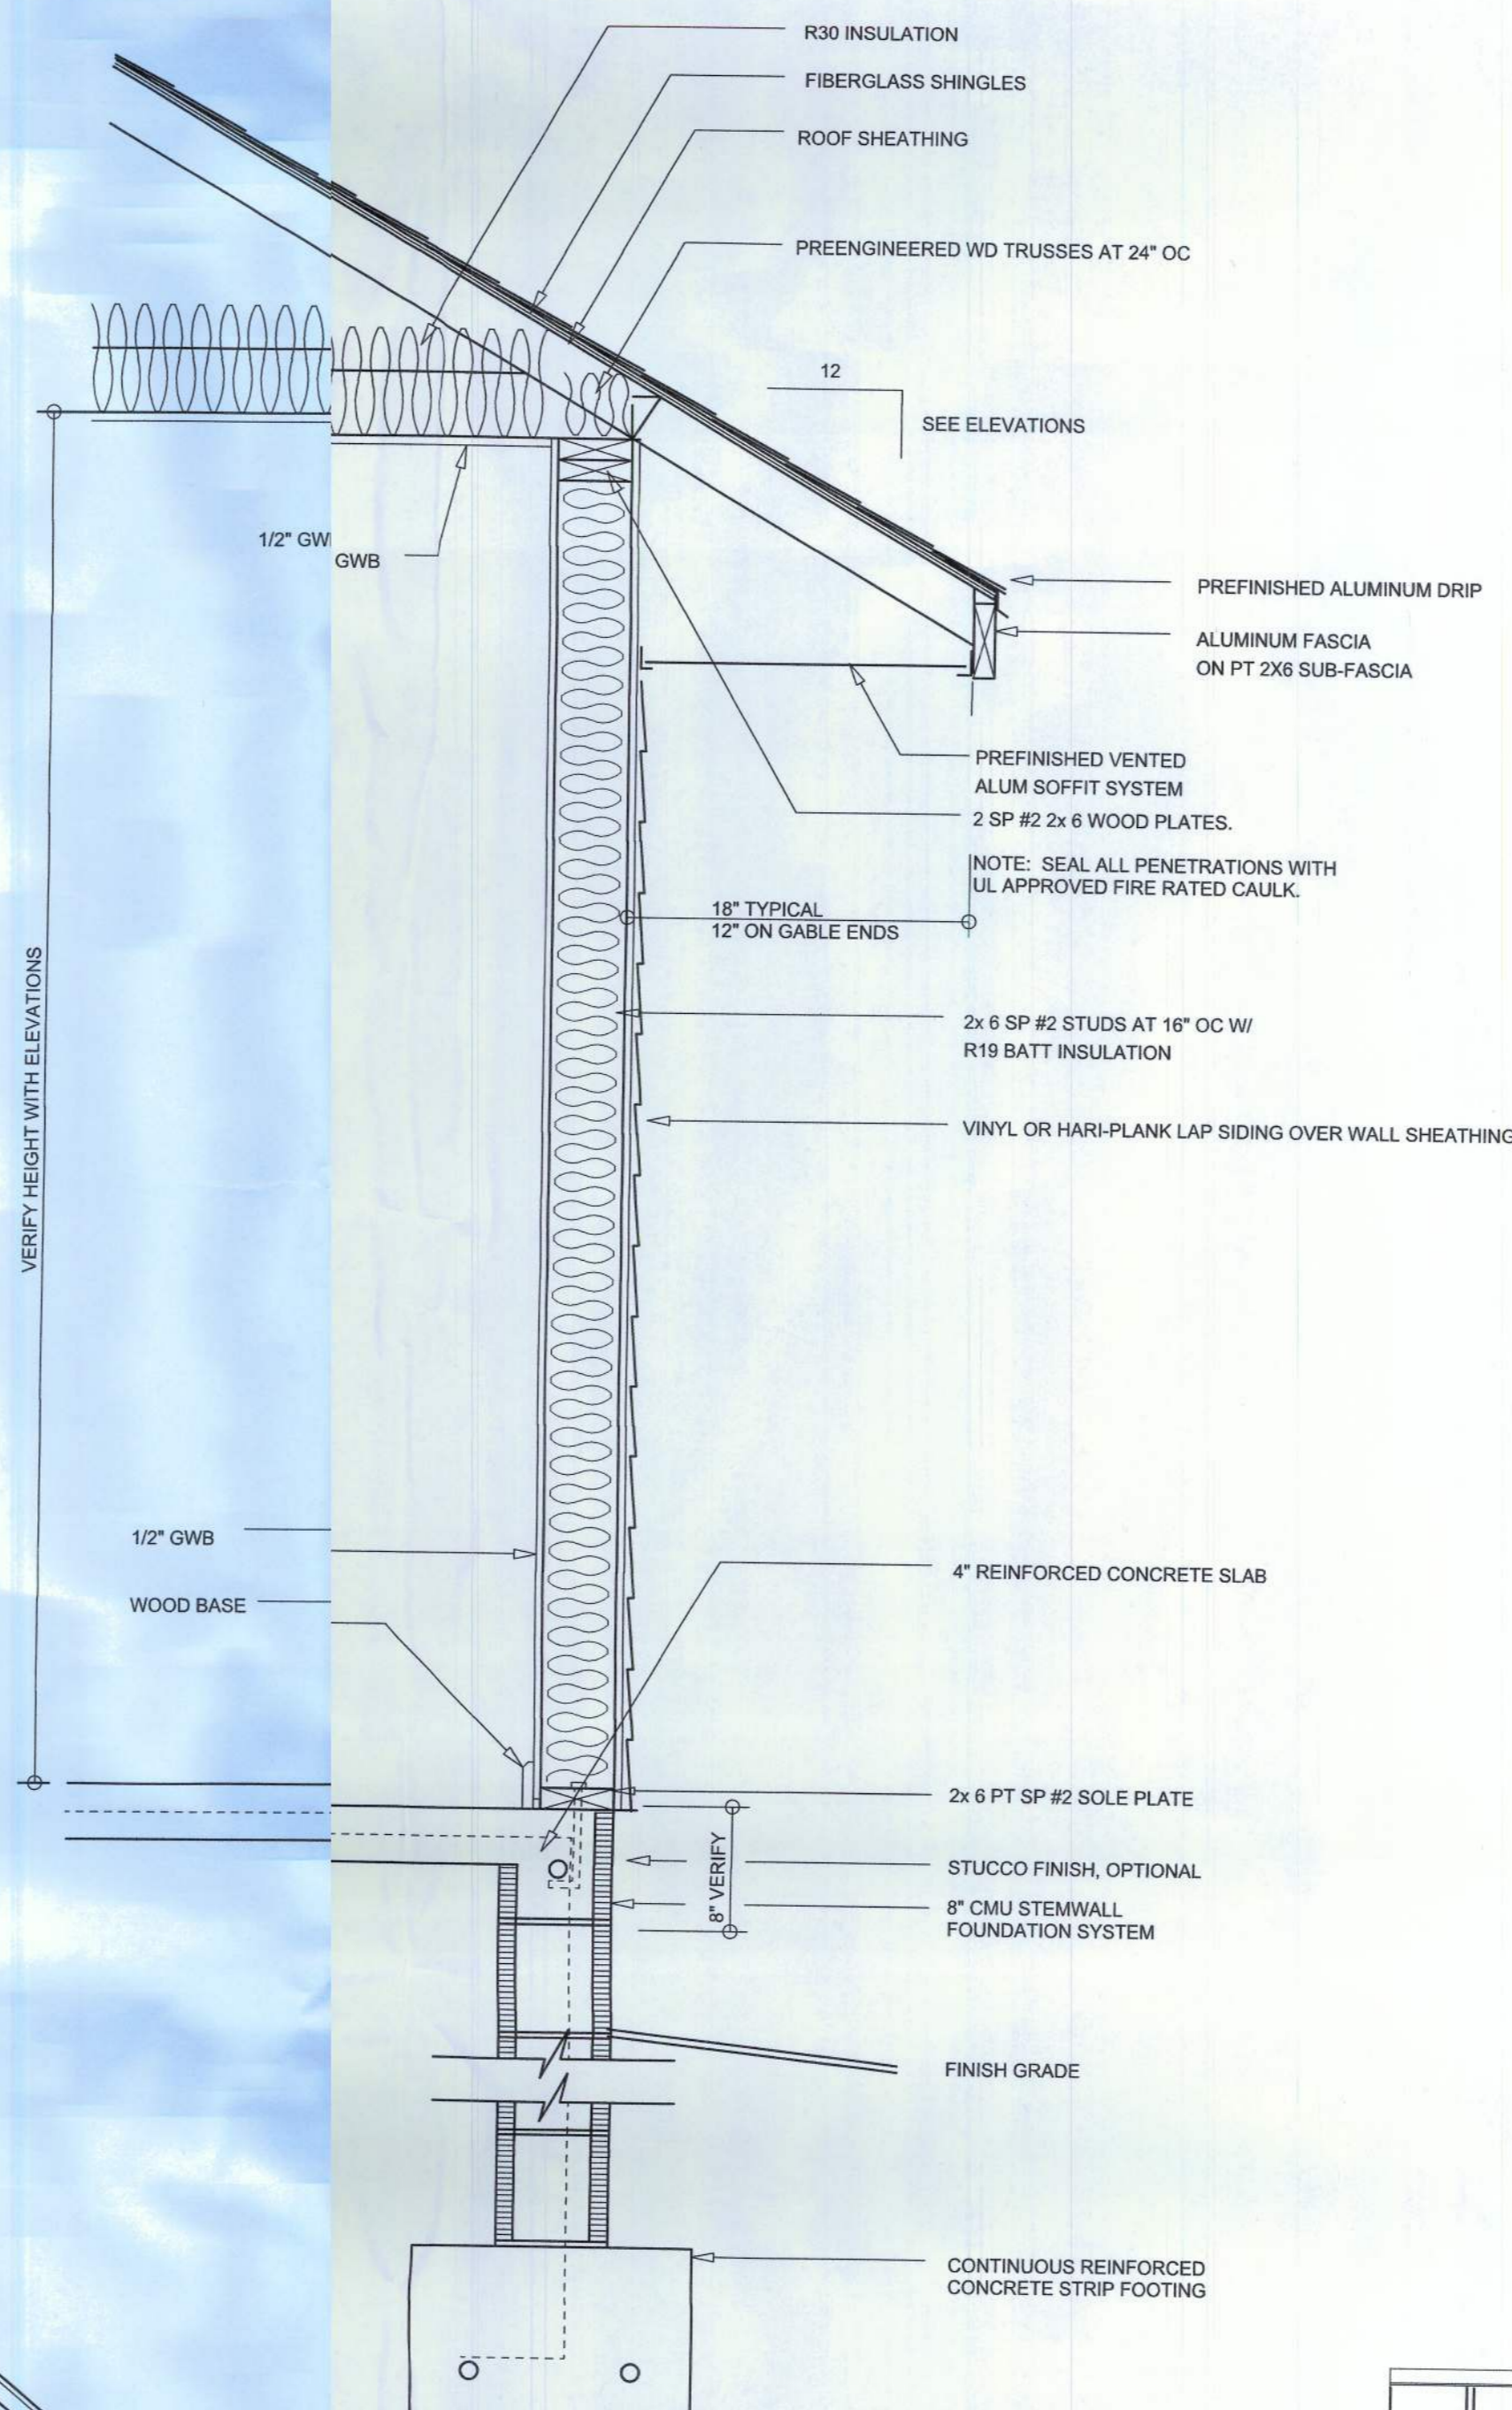 R30 INSULATION
FIBERGLASS SHINGLES
ROOF SHEATHING
PREENGINEERED WD TRUSSES AT 24" OC
12
SEE ELEVATIONS
1/2" GW
GWB
PREFINISHED ALUMINUM DRIP
ALUMINUM FASCIA
ON PT 2X6 SUB-FASCIA
PREFINISHED VENTED
ALUM SOFFIT SYSTEM
2 SP #2 2x 6 WOOD PLATES.
NOTE: SEAL ALL PENETRATIONS WITH
UL APPROVED FIRE RATED CAULK.
18" TYPICAL
12" ON GABLE ENDS
VERIFY HEIGHT WITH ELEVATIONS
2x 6 SP #2 STUDS AT 16" OC W/
R19 BATT INSULATION
VINYL OR HARI-PLANK LAP SIDING OVER WALL SHEATHING
1/2" GWB
4" REINFORCED CONCRETE SLAB
WOOD BASE
2x 6 PT SP #2 SOLE PLATE
8" VERIFY
STUCCO FINISH, OPTIONAL
8" CMU STEMWALL
FOUNDATION SYSTEM
FINISH GRADE
CONTINUOUS REINFORCED
CONCRETE STRIP FOOTING